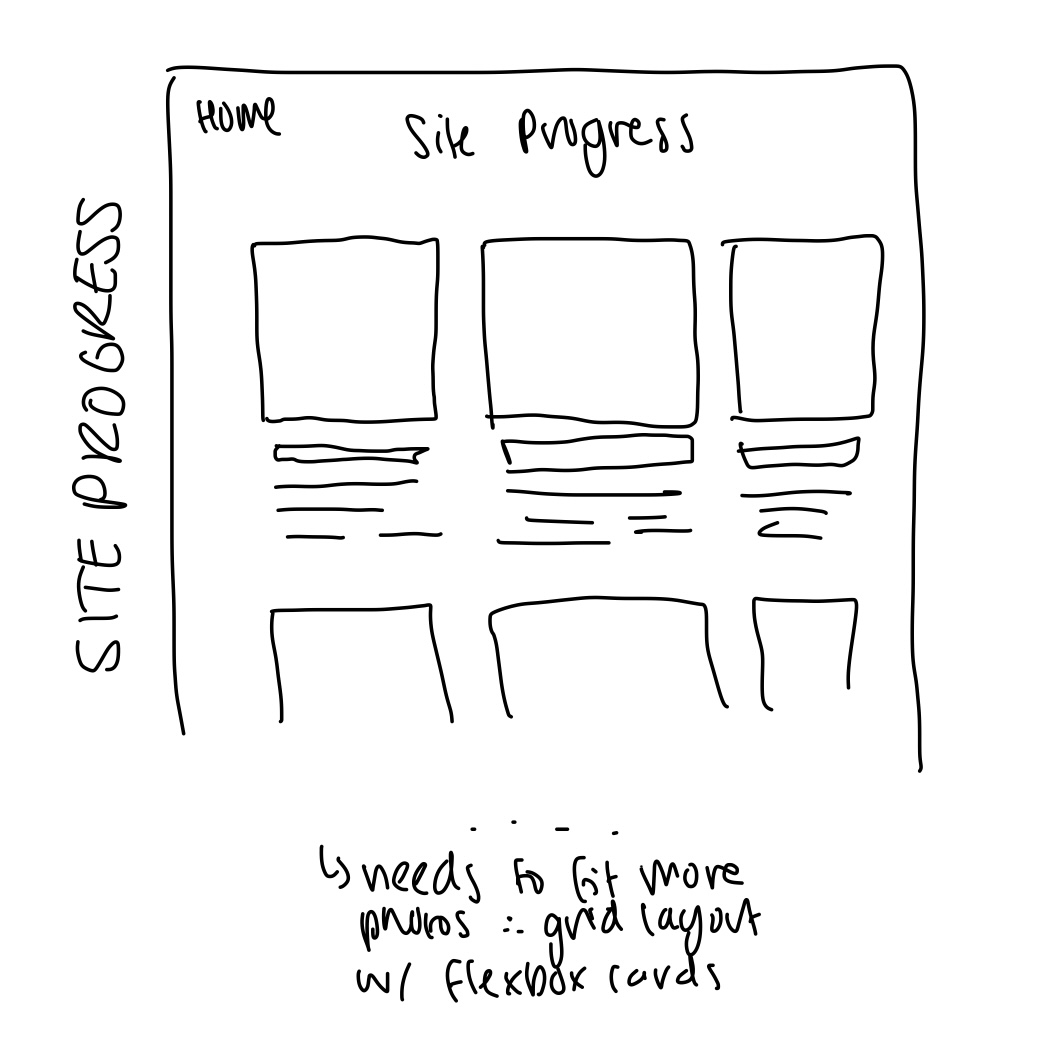 SITE PROGRESS
Home
Site Progress
↳ needs to fit more
photos ∴ grid layout
w/ flexbox cards